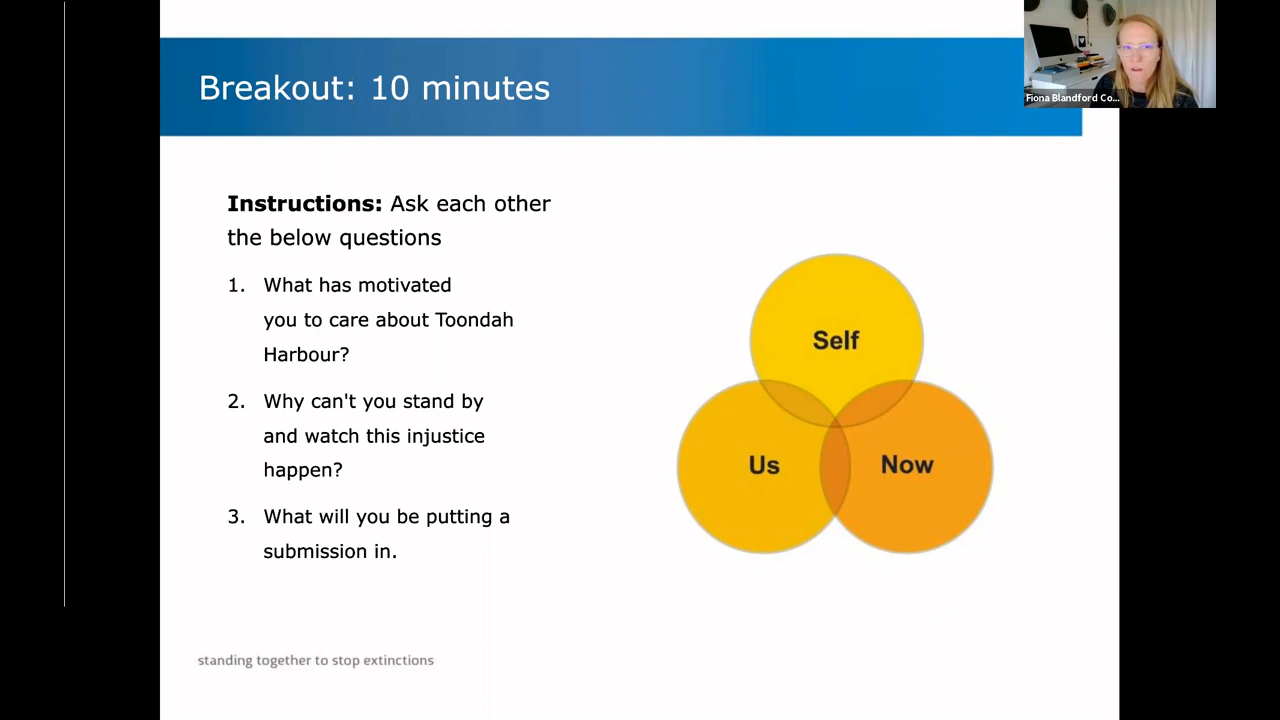 Breakout: 10 minutes
Fiona Blandford Co...
Instructions: Ask each other
the below questions
1. What has motivated
you to care about Toondah
Harbour?
2. Why can't you stand by
and watch this injustice
happen?
3. What will you be putting a
submission in.
Self
Us
Now
standing together to stop extinctions